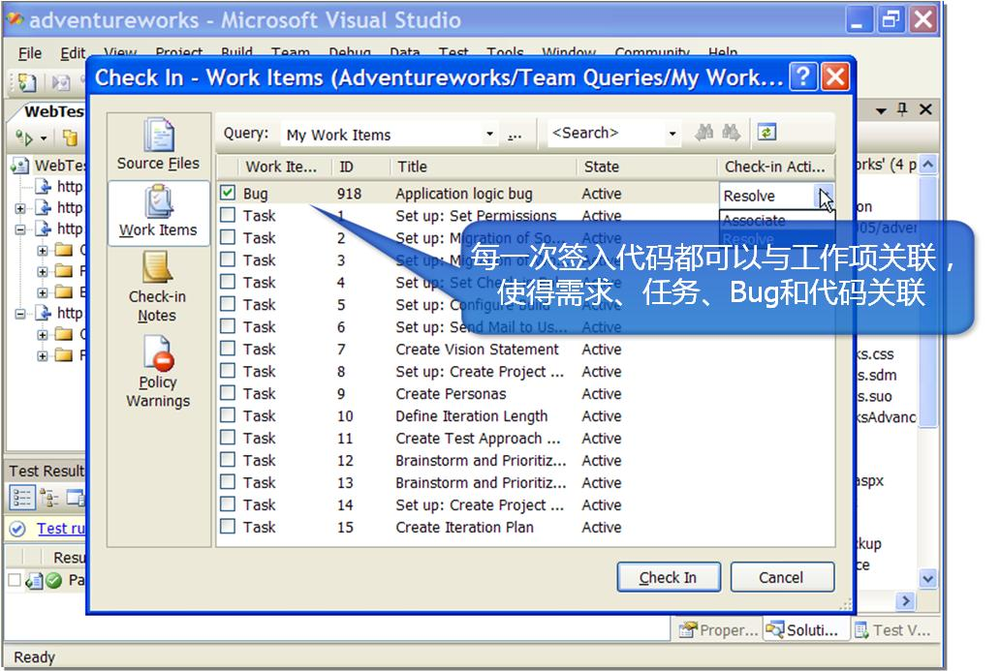 adventureworks - Microsoft Visual Studio
File Edit View Project Build Team Debug Data Test Tools Window Community Help
Check In - Work Items (Adventureworks/Team Queries/My Work...
WebTes
Source Files
Work Items
Check-in Notes
Policy Warnings
Query: My Work Items ... <Search>
Work Ite... ID Title State Check-in Acti...
Bug 918 Application logic bug Active Resolve
Associate
Resolve
Task 1 Set up: Set Permissions Active
Task 2 Set up: Migration of So... Active
Task 3 Set up: M
Task 4 Set up: Set Check-in Active
Task 5 Set up: Configure Build Active
Task 6 Set up: Send Mail to Us... Active
Task 7 Create Vision Statement Active
Task 8 Set up: Create Project ... Active
Task 9 Create Personas Active
Task 10 Define Iteration Length Active
Task 11 Create Test Approach ... Active
Task 12 Brainstorm and Prioritiz... Active
Task 13 Brainstorm and Prioritiz... Active
Task 14 Set up: Create Project ... Active
Task 15 Create Iteration Plan Active
每一次签入代码都可以与工作项关联，
使得需求、任务、Bug和代码关联
Check In Cancel
WebTes
http
http
http
http
Test Result
Test ru
Resu
Pa
orks' (4 p
on
005/adver
ks.css
s.sdm
s.suo
ksAdvanc
aspx
kup
ce
Proper... Soluti... Test V...
Ready